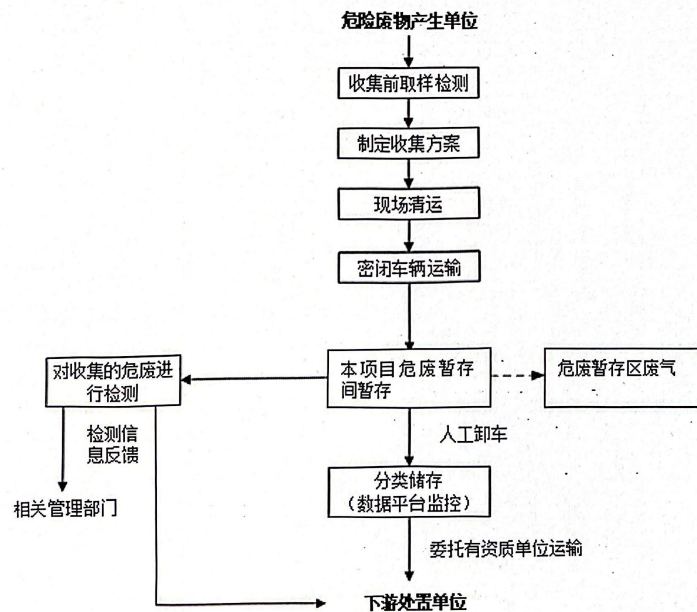 危险废物产生单位
收集前取样检测
制定收集方案
现场清运
密闭车辆运输
对收集的危废进
行检测
本项目危废暂存
间暂存
危废暂存区废气
检测信
息反馈
人工卸车
相关管理部门
分类储存
（数据平台监控）
委托有资质单位运输
下游处置单位